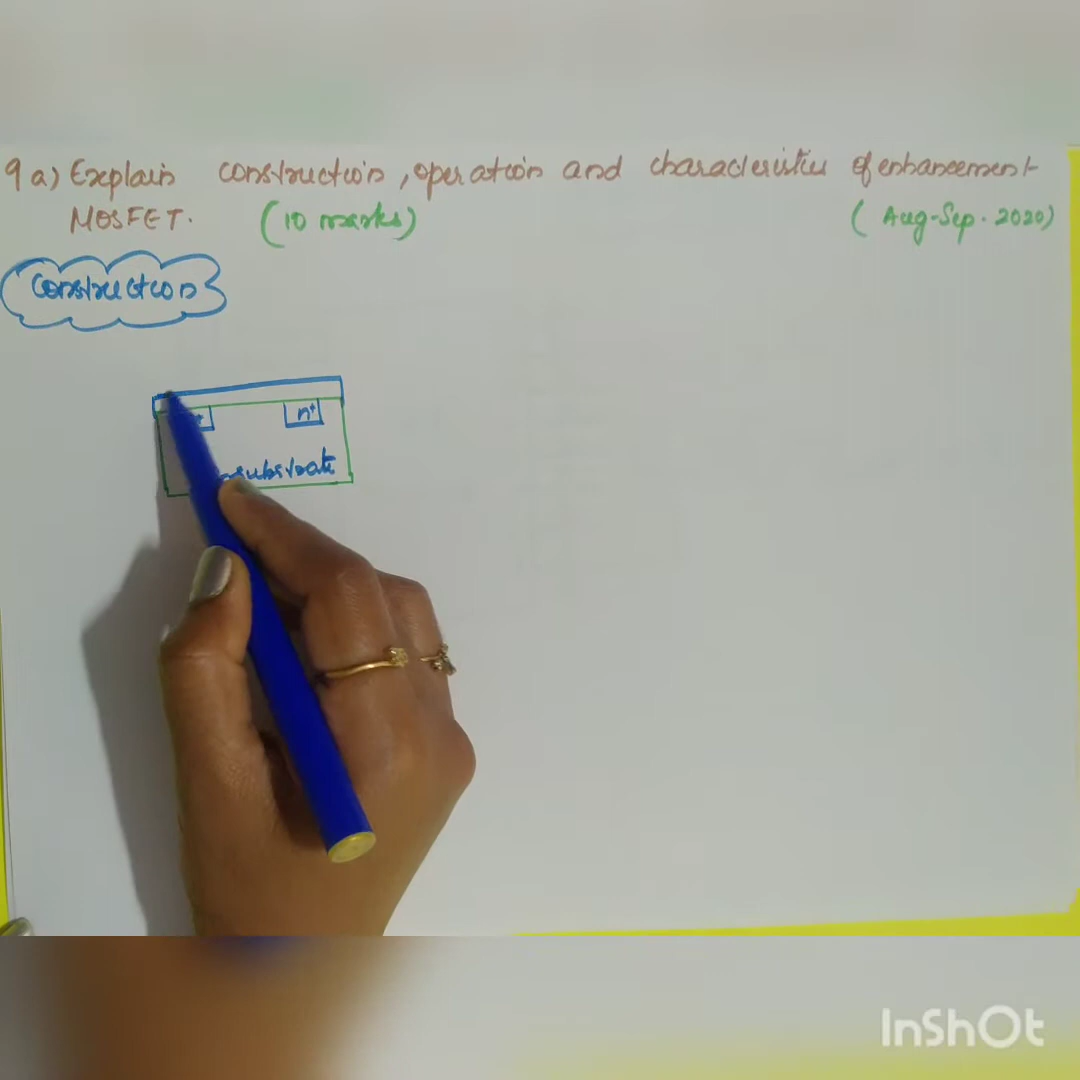 9 a) Explain construction, operation and characteristics of enhancement
MOSFET. (10 marks) (Aug-Sep. 2020)
Construction
n+
substrate
InShOt